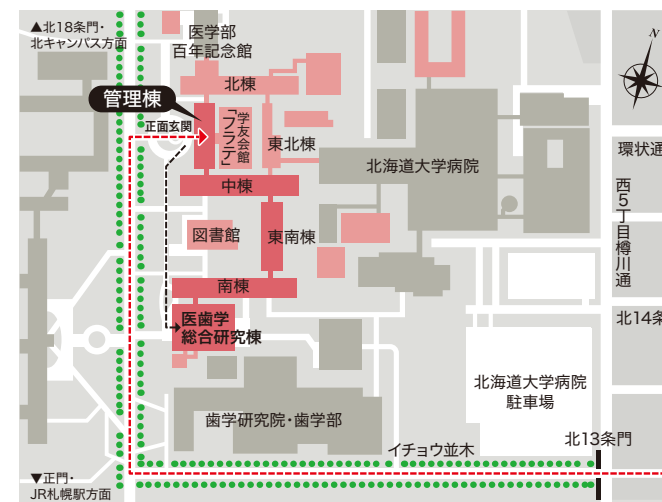 ▲北18条門・
北キャンパス方面
医学部
百年記念館
北棟
管理棟
正面玄関
学友会館
「フラテ」
東北棟
中棟
北海道大学病院
N
環状通
西5丁目樽川通
図書館
東南棟
南棟
医歯学
総合研究棟
北14条
北海道大学病院
駐車場
歯学研究院・歯学部
イチョウ並木
北13条門
▼正門・
JR札幌駅方面